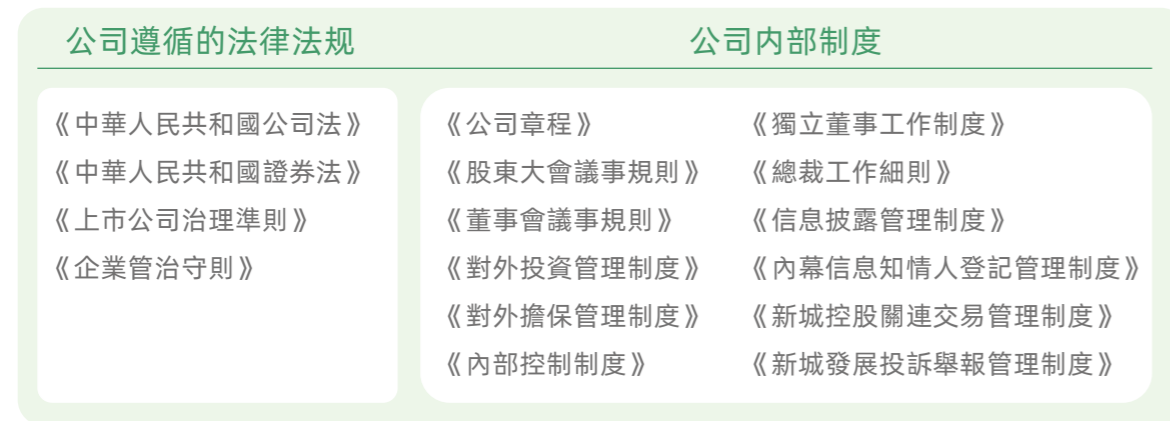 公司遵循的法律法规
公司内部制度
《中華人民共和國公司法》
《中華人民共和國證券法》
《上市公司治理準則》
《企業管治守則》
《公司章程》
《股東大會議事規則》
《董事會議事規則》
《對外投資管理制度》
《對外擔保管理制度》
《內部控制制度》
《獨立董事工作制度》
《總裁工作細則》
《信息披露管理制度》
《內幕信息知情人登記管理制度》
《新城控股關連交易管理制度》
《新城發展投訴舉報管理制度》